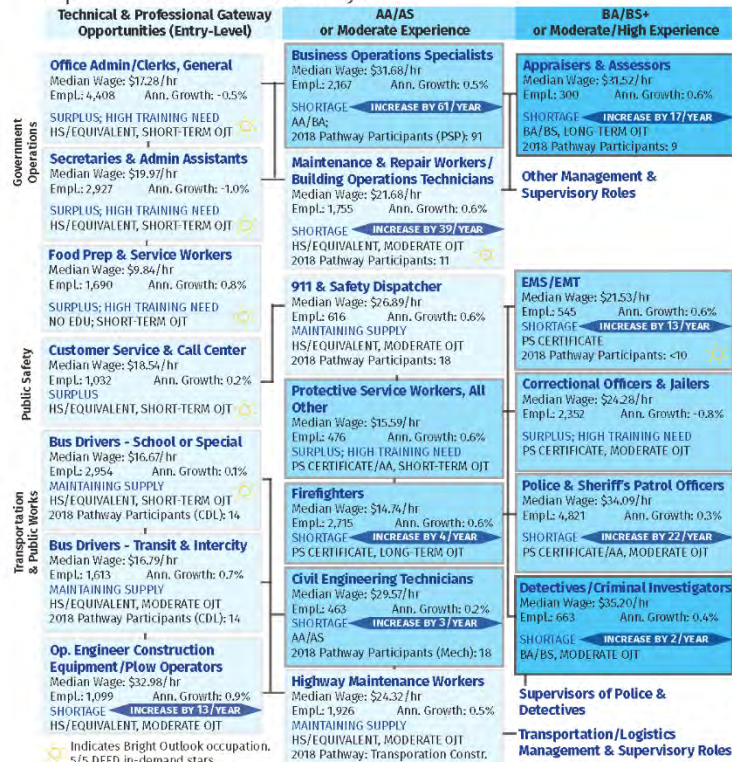 Technical & Professional Gateway
Opportunities (Entry-Level)
AA/AS
or Moderate Experience
BA/BS+
or Moderate/High Experience
Government
Operations
Office Admin/Clerks, General
Median Wage: $17.28/hr
Empl.: 4,408 Ann. Growth: -0.5%
SURPLUS; HIGH TRAINING NEED
HS/EQUIVALENT, SHORT-TERM OJT
Secretaries & Admin Assistants
Median Wage: $19.97/hr
Empl.: 2,927 Ann. Growth: -1.0%
SURPLUS; HIGH TRAINING NEED
HS/EQUIVALENT, SHORT-TERM OJT
Food Prep & Service Workers
Median Wage: $9.84/hr
Empl.: 1,690 Ann. Growth: 0.8%
SURPLUS; HIGH TRAINING NEED
NO EDU; SHORT-TERM OJT
Public Safety
Customer Service & Call Center
Median Wage: $18.54/hr
Empl.: 1,032 Ann. Growth: 0.2%
SURPLUS
HS/EQUIVALENT, SHORT-TERM OJT
Transportation
& Public Works
Bus Drivers - School or Special
Median Wage: $16.67/hr
Empl.: 2,954 Ann. Growth: 0.1%
MAINTAINING SUPPLY
HS/EQUIVALENT, SHORT-TERM OJT
2018 Pathway Participants (CDL): 14
Bus Drivers - Transit & Intercity
Median Wage: $16.79/hr
Empl.: 1,613 Ann. Growth: 0.7%
MAINTAINING SUPPLY
HS/EQUIVALENT, MODERATE OJT
2018 Pathway Participants (CDL): 14
Op. Engineer Construction
Equipment/Plow Operators
Median Wage: $32.98/hr
Empl.: 1,099 Ann. Growth: 0.9%
SHORTAGE INCREASE BY 13/YEAR
HS/EQUIVALENT, MODERATE OJT
Indicates Bright Outlook occupation.
5/5 DEED in-demand stars
Business Operations Specialists
Median Wage: $31.68/hr
Empl.: 2,167 Ann. Growth: 0.5%
SHORTAGE INCREASE BY 61/YEAR
AA/BA;
2018 Pathway Participants (PSP): 91
Maintenance & Repair Workers/
Building Operations Technicians
Median Wage: $21.68/hr
Empl.: 1,755 Ann. Growth: 0.6%
SHORTAGE INCREASE BY 39/YEAR
HS/EQUIVALENT, MODERATE OJT
2018 Pathway Participants: 11
911 & Safety Dispatcher
Median Wage: $26.89/hr
Empl.: 616 Ann. Growth: 0.6%
MAINTAINING SUPPLY
HS/EQUIVALENT, MODERATE OJT
2018 Pathway Participants: 18
Protective Service Workers, All
Other
Median Wage: $15.59/hr
Empl.: 476 Ann. Growth: 0.6%
SURPLUS; HIGH TRAINING NEED
PS CERTIFICATE/AA, SHORT-TERM OJT
Firefighters
Median Wage: $14.74/hr
Empl.: 2,715 Ann. Growth: 0.6%
SHORTAGE INCREASE BY 4/YEAR
PS CERTIFICATE, LONG-TERM OJT
Civil Engineering Technicians
Median Wage: $29.57/hr
Empl.: 463 Ann. Growth: 0.2%
SHORTAGE INCREASE BY 3/YEAR
AA/AS
2018 Pathway Participants (Mech): 18
Highway Maintenance Workers
Median Wage: $24.32/hr
Empl.: 1,926 Ann. Growth: 0.5%
MAINTAINING SUPPLY
HS/EQUIVALENT, MODERATE OJT
2018 Pathway: Transporation Constr.
Appraisers & Assessors
Median Wage: $31.52/hr
Empl.: 300 Ann. Growth: 0.6%
SHORTAGE INCREASE BY 17/YEAR
BA/BS, LONG-TERM OJT
2018 Pathway Participants: 9
Other Management &
Supervisory Roles
EMS/EMT
Median Wage: $21.53/hr
Empl.: 545 Ann. Growth: 0.6%
SHORTAGE INCREASE BY 13/YEAR
PS CERTIFICATE
2018 Pathway Participants: <10
Correctional Officers & Jailers
Median Wage: $24.28/hr
Empl.: 2,352 Ann. Growth: -0.8%
SURPLUS; HIGH TRAINING NEED
PS CERTIFICATE, MODERATE OJT
Police & Sheriff's Patrol Officers
Median Wage: $34.09/hr
Empl.: 4,821 Ann. Growth: 0.3%
SHORTAGE INCREASE BY 22/YEAR
PS CERTIFICATE/AA, MODERATE OJT
Detectives/Criminal Investigators
Median Wage: $35.20/hr
Empl.: 663 Ann. Growth: 0.4%
SHORTAGE INCREASE BY 2/YEAR
BA/BS, MODERATE OJT
Supervisors of Police &
Detectives
Transportation/Logistics
Management & Supervisory Roles